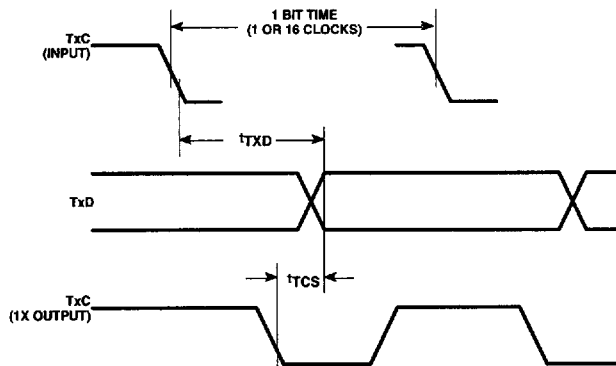 1 BIT TIME
(1 OR 16 CLOCKS)
TxC
(INPUT)
tTXD
TxD
tTCS
TxC
(1X OUTPUT)